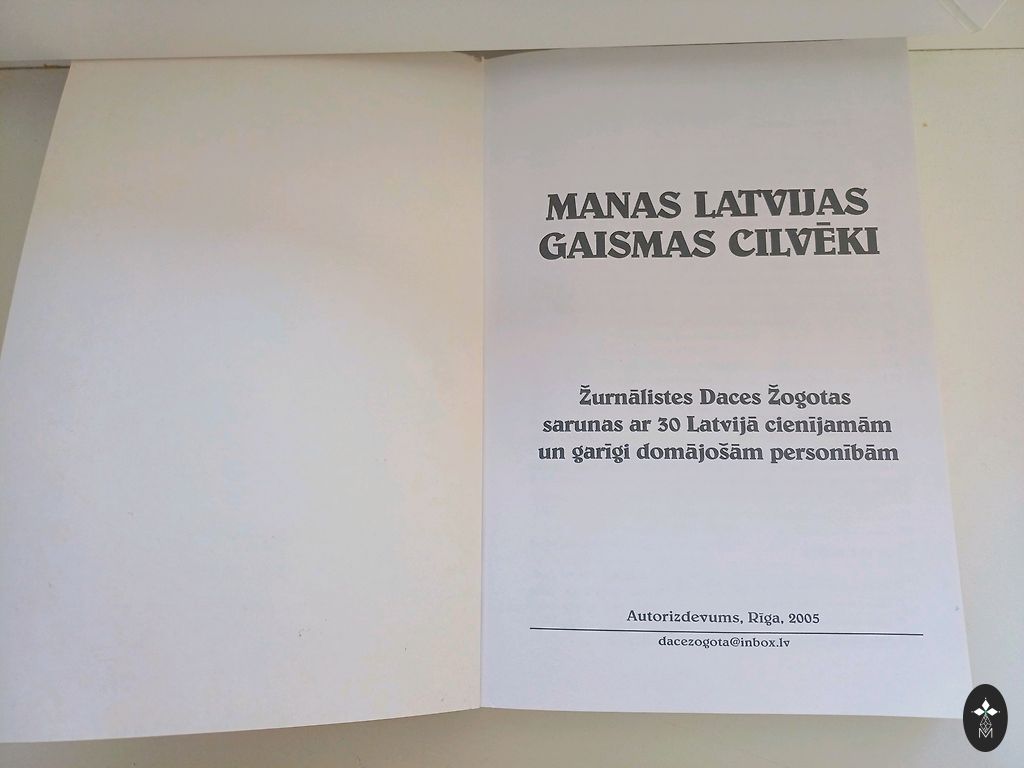 MANAS LATVIJAS
GAISMAS CILVĒKI
Žurnālistes Daces Žogotas
sarunas ar 30 Latvijā cienījamām
un garīgi domājošām personībām
Autorizdevums, Rīga, 2005
dacezogota@inbox.lv
M